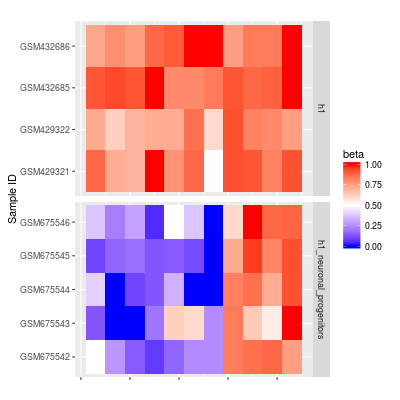 GSM432686
GSM432685
GSM429322
GSM429321
h1
GSM675546
GSM675545
GSM675544
GSM675543
GSM675542
h1_neuronal_progenitors
Sample ID
beta
1.00
0.75
0.50
0.25
0.00